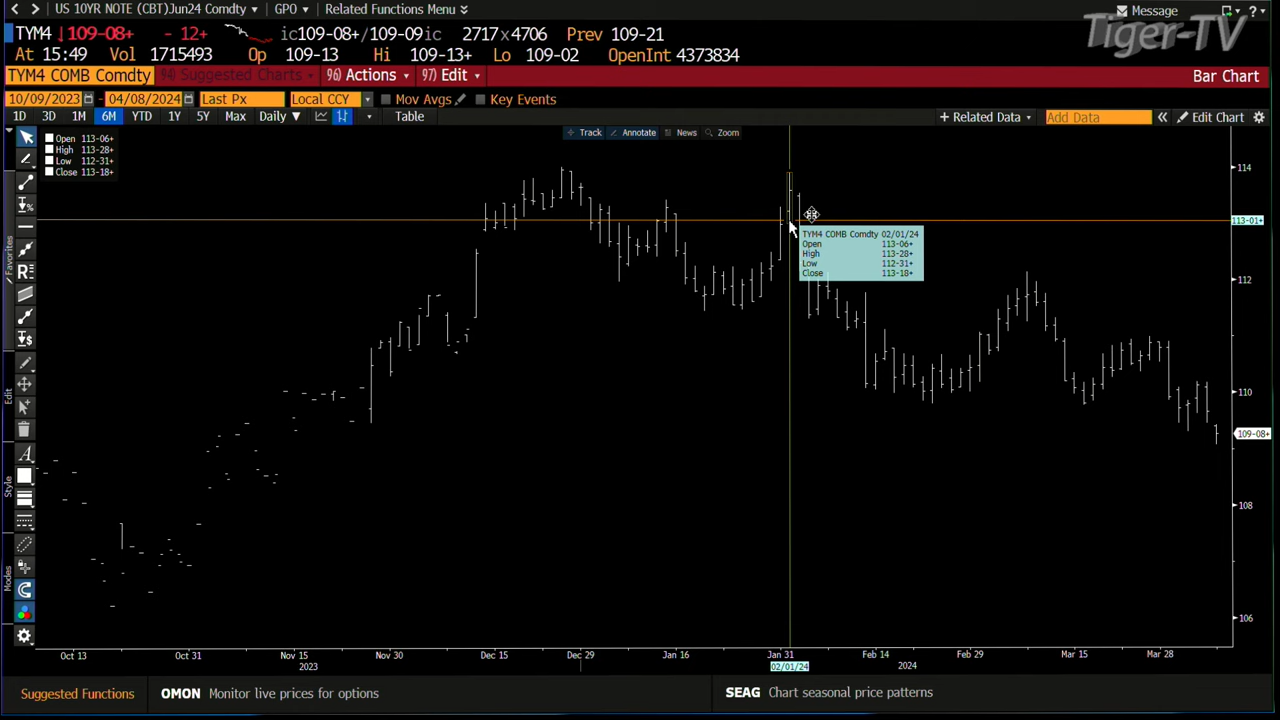 US 10YR NOTE (CBT)Jun24 Comdty GPO Related Functions Menu Message
TYM4 109-08+ - 12+ ic109-08+/109-09ic 2717x4706 Prev 109-21
At 15:49 Vol 1715493 Op 109-13 Hi 109-13+ Lo 109-02 OpenInt 4373834
Tiger-TV
TYM4 COMB Comdty 94) Suggested Charts 96) Actions 97) Edit Bar Chart
10/09/2023 - 04/08/2024 Last Px Local CCY Mov Avgs Key Events
1D 3D 1M 6M YTD 1Y 5Y Max Daily Table + Related Data Add Data Edit Chart
Track Annotate News Zoom
Open 113-06+
High 113-28+
Low 112-31+
Close 113-18+
114
113-01+
TYM4 COMB Comdty 02/01/24
Open 113-06+
High 113-28+
Low 112-31+
Close 113-18+
112
110
109-08+
108
106
Favorites
Edit
Style
Modes
Oct 13 Oct 31 Nov 15 Nov 30 Dec 15 Dec 29 Jan 16 Jan 31 Feb 14 Feb 29 Mar 15 Mar 28
2023 02/01/24 2024
Suggested Functions OMON Monitor live prices for options SEAG Chart seasonal price patterns